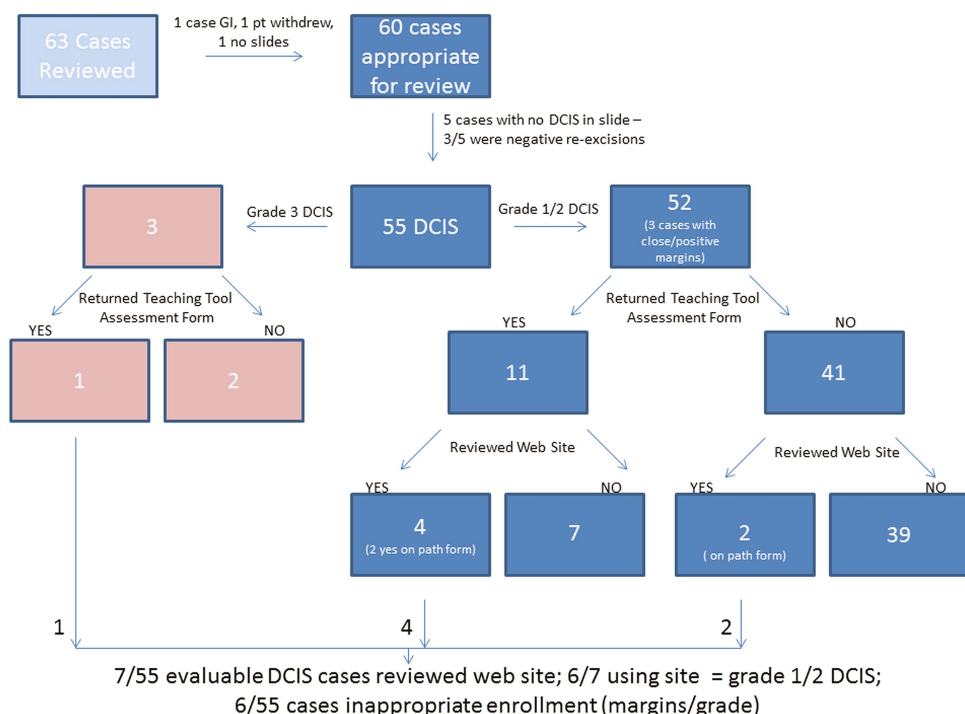 1 case GI, 1 pt withdrew,
1 no slides
63 Cases
Reviewed
60 cases
appropriate
for review
5 cases with no DCIS in slide –
3/5 were negative re-excisions
3
Grade 3 DCIS
55 DCIS
Grade 1/2 DCIS
52
(3 cases with
close/positive
margins)
Returned Teaching Tool
Assessment Form
YES
NO
1
2
Returned Teaching Tool
Assessment Form
YES
NO
11
41
Reviewed Web Site
YES
NO
4
(2 yes on path form)
7
Reviewed Web Site
YES
NO
2
( on path form)
39
1
4
2
7/55 evaluable DCIS cases reviewed web site; 6/7 using site = grade 1/2 DCIS;
6/55 cases inappropriate enrollment (margins/grade)